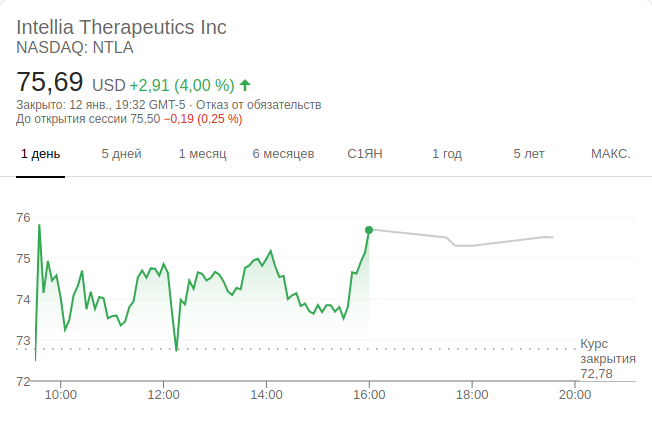 Intellia Therapeutics Inc
NASDAQ: NTLA
75,69 USD +2,91 (4,00 %)
Закрыто: 12 янв., 19:32 GMT-5 · Отказ от обязательств
До открытия сессии 75,50 −0,19 (0,25 %)
1 день 5 дней 1 месяц 6 месяцев С1ЯН 1 год 5 лет МАКС.
76
75
74
73
Курс
закрытия
72,78
72
10:00 12:00 14:00 16:00 18:00 20:00